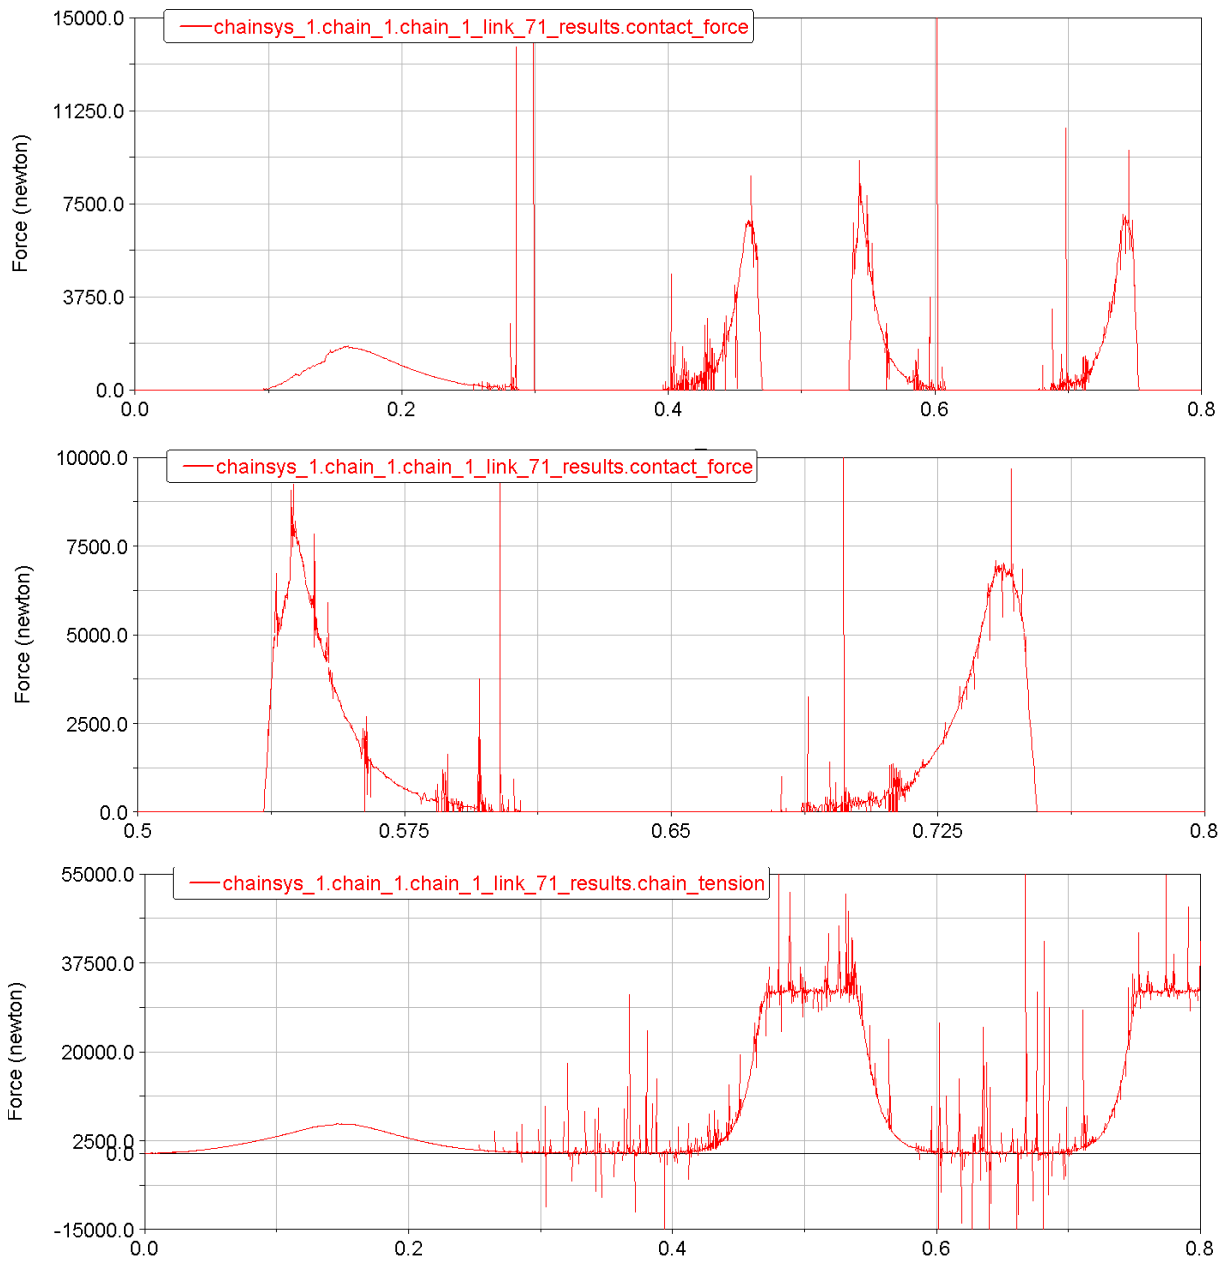 15000.0
chainsys_1.chain_1.chain_1_link_71_results.contact_force
11250.0
Force (newton)
7500.0
3750.0
0.0
0.0 0.2 0.4 0.6 0.8
10000.0
chainsys_1.chain_1.chain_1_link_71_results.contact_force
7500.0
Force (newton)
5000.0
2500.0
0.0
0.5 0.575 0.65 0.725 0.8
55000.0
chainsys_1.chain_1.chain_1_link_71_results.chain_tension
37500.0
Force (newton)
20000.0
2500.0
0.0
-15000.0
0.0 0.2 0.4 0.6 0.8